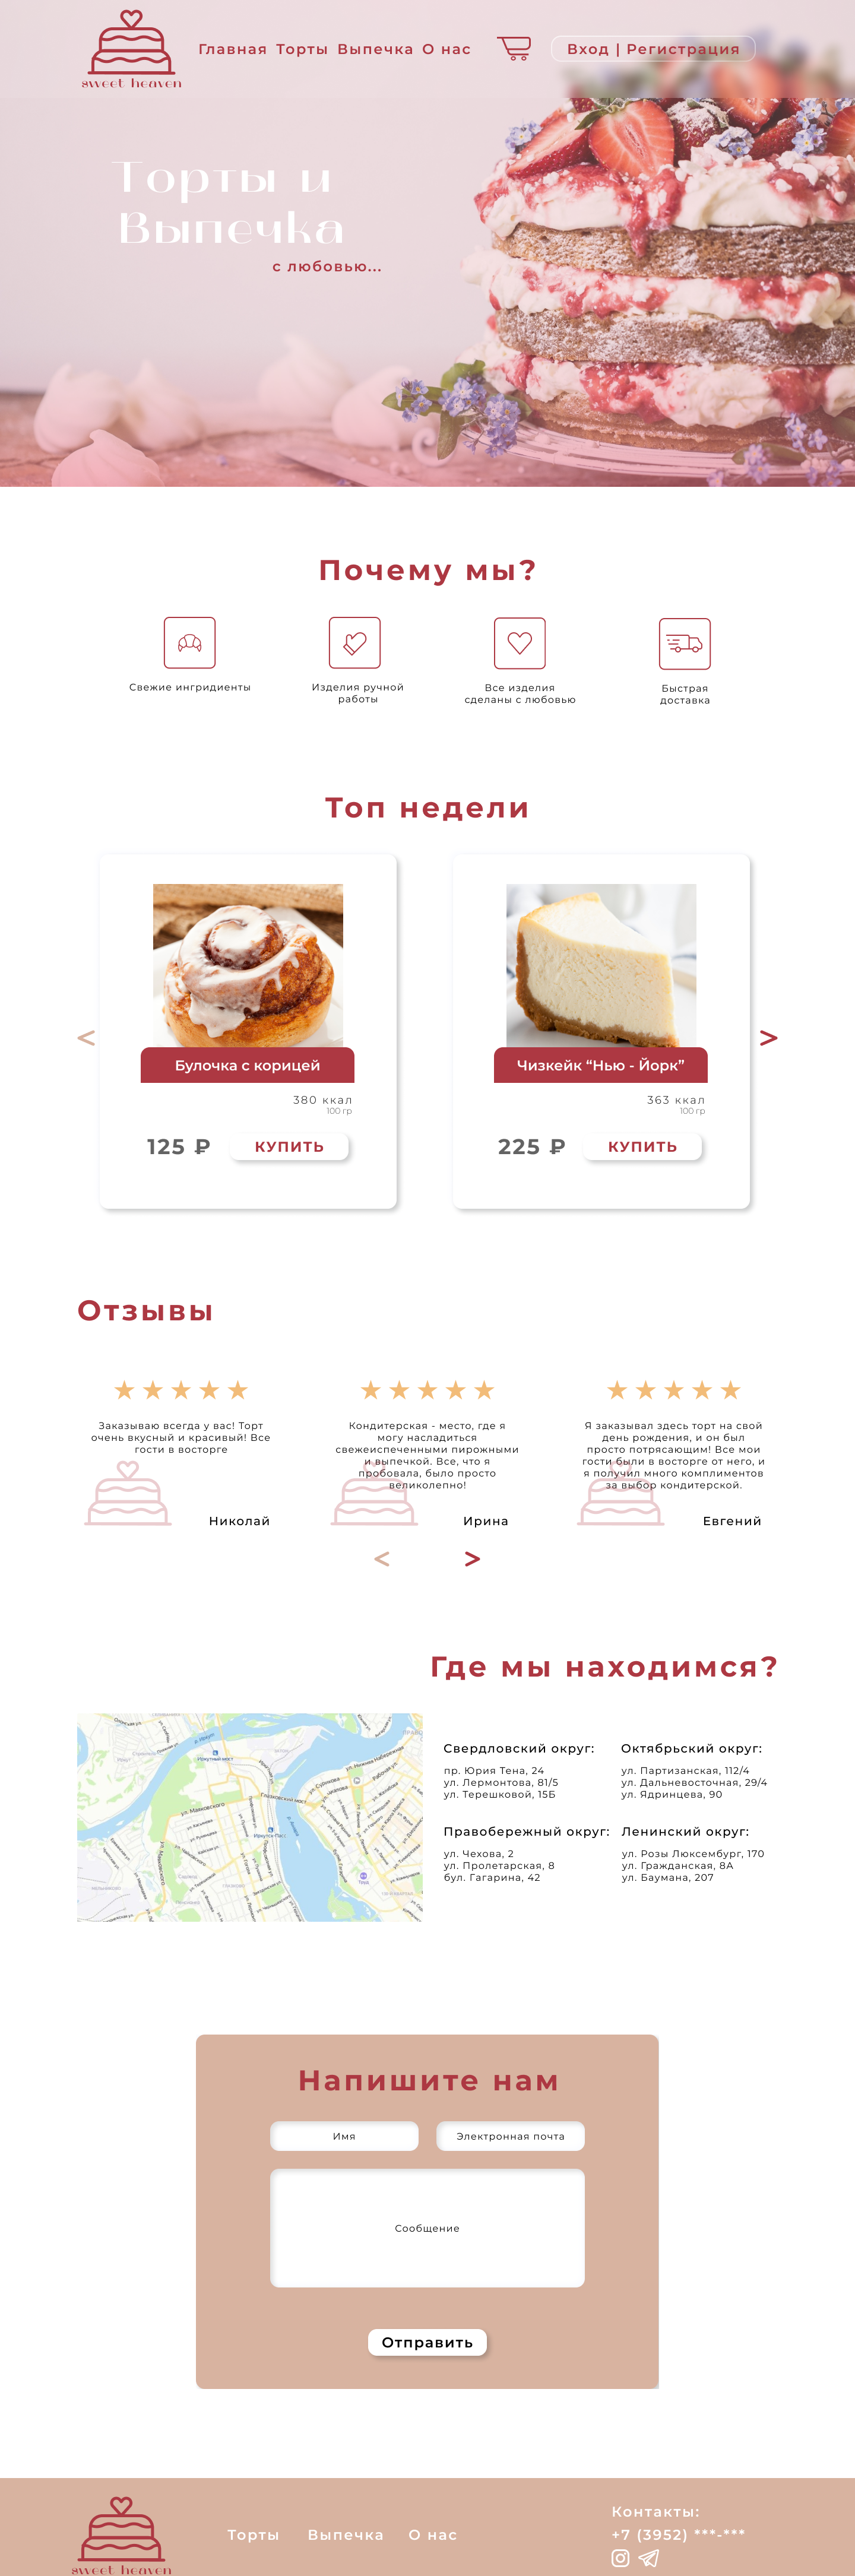 sweet heaven
Главная Торты Выпечка О нас
Вход | Регистрация
Торты и
Выпечка
с любовью...
Почему мы?
Свежие ингридиенты
Изделия ручной
работы
Все изделия
сделаны с любовью
Быстрая
доставка
Топ недели
<
Булочка с корицей
380 ккал
100 гр
125 ₽
КУПИТЬ
Чизкейк “Нью - Йорк”
363 ккал
100 гр
225 ₽
КУПИТЬ
>
Отзывы
Заказываю всегда у вас! Торт
очень вкусный и красивый! Все
гости в восторге
Николай
Кондитерская - место, где я
могу насладиться
свежеиспеченными пирожными
и выпечкой. Все, что я
пробовала, было просто
великолепно!
Ирина
Я заказывал здесь торт на свой
день рождения, и он был
просто потрясающим! Все мои
гости были в восторге от него, и
я получил много комплиментов
за выбор кондитерской.
Евгений
< >
Где мы находимся?
Иркутный мост
Глазковский мост
Иркутск-Пасс.
ул. Маяковского
Свердловский округ:
пр. Юрия Тена, 24
ул. Лермонтова, 81/5
ул. Терешковой, 15Б
Октябрьский округ:
ул. Партизанская, 112/4
ул. Дальневосточная, 29/4
ул. Ядринцева, 90
Правобережный округ:
ул. Чехова, 2
ул. Пролетарская, 8
бул. Гагарина, 42
Ленинский округ:
ул. Розы Люксембург, 170
ул. Гражданская, 8А
ул. Баумана, 207
Напишите нам
Имя
Электронная почта
Сообщение
Отправить
sweet heaven
Торты Выпечка О нас
Контакты:
+7 (3952) ***-***